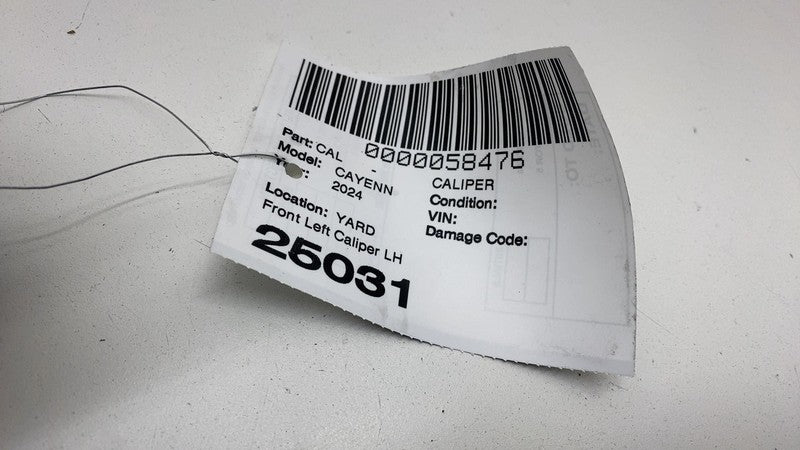 0000058476
Part: CAL - CALIPER
Model: CAYENN
2024
Condition:
VIN:
Damage Code:
Location: YARD
Front Left Caliper LH
25031